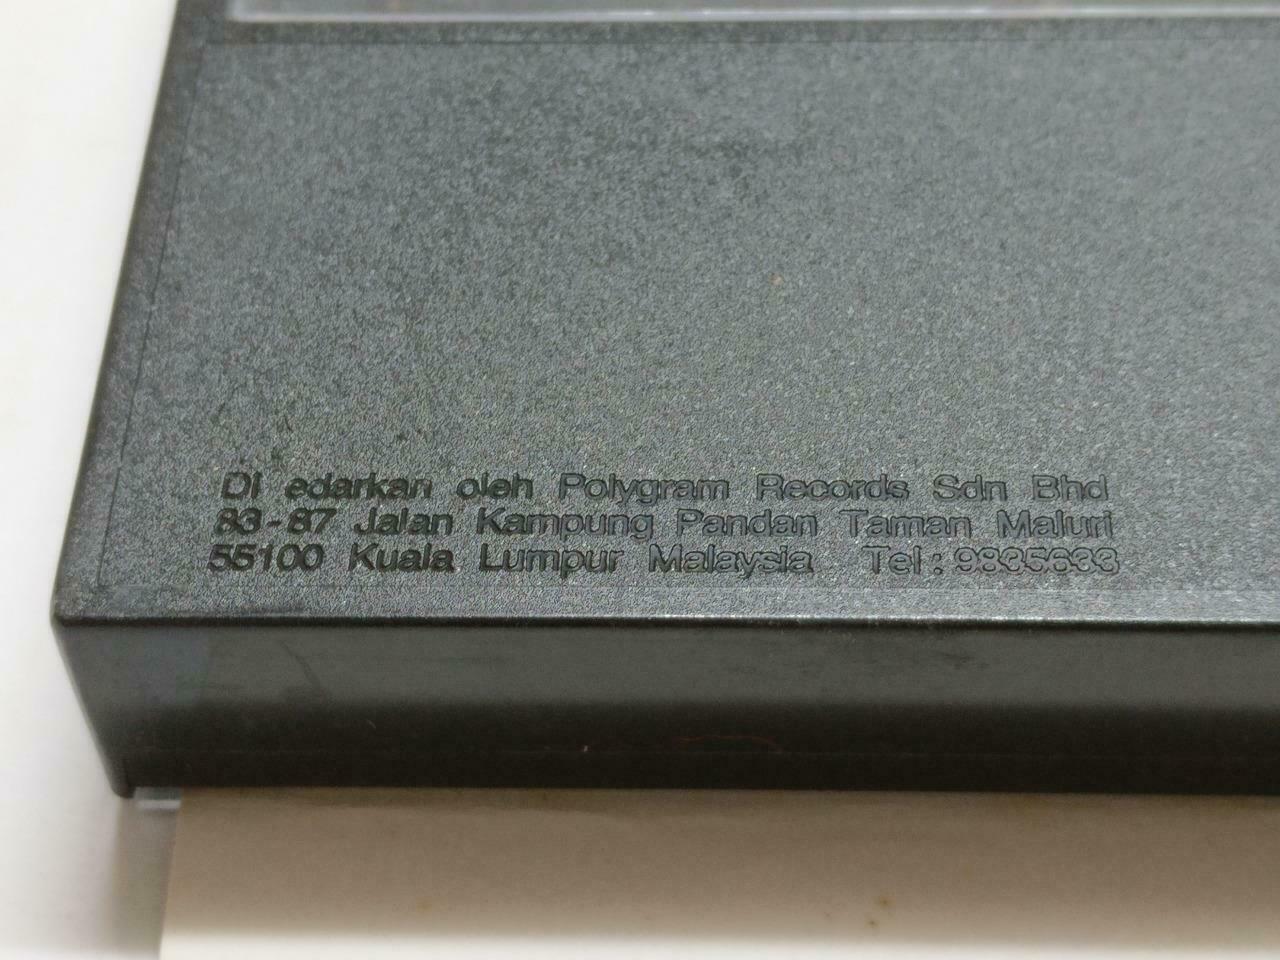 Di edarkan oleh Polygram Records Sdn Bhd
83-87 Jalan Kampung Pandan Taman Maluri
55100 Kuala Lumpur Malaysia Tel: 9835633